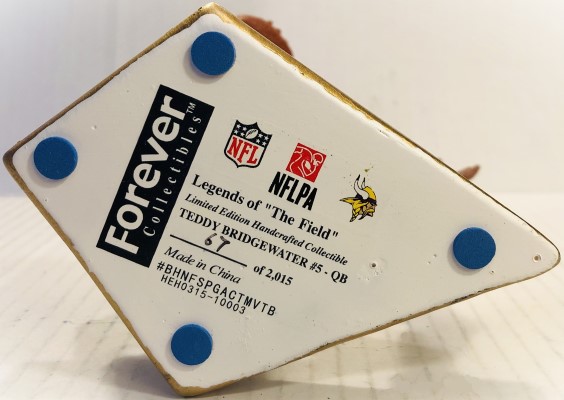 Forever
Collectibles™
NFL
NFLPA
Legends of "The Field"
Limited Edition Handcrafted Collectible
TEDDY BRIDGEWATER #5 - QB
67 of 2,015
Made in China
#BHNFSPGACTMVTB
HEH0315-10003